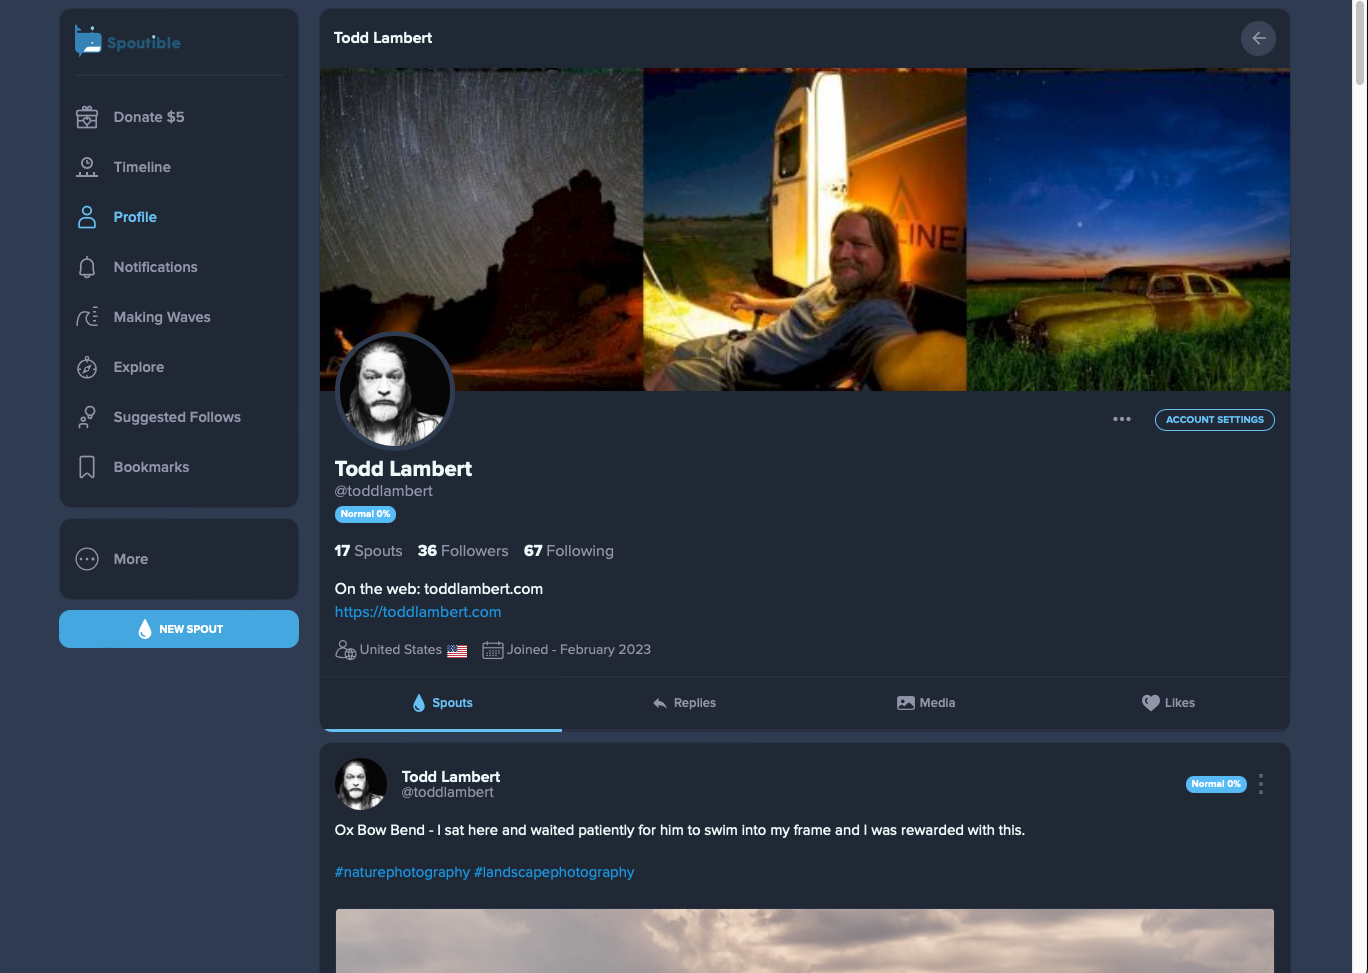 Spoutible
Donate $5
Timeline
Profile
Notifications
Making Waves
Explore
Suggested Follows
Bookmarks
More
NEW SPOUT
Todd Lambert
LINE
ACCOUNT SETTINGS
Todd Lambert
@toddlambert
Normal 0%
17 Spouts 36 Followers 67 Following
On the web: toddlambert.com
https://toddlambert.com
United States Joined - February 2023
Spouts Replies Media Likes
Todd Lambert
@toddlambert
Normal 0%
Ox Bow Bend - I sat here and waited patiently for him to swim into my frame and I was rewarded with this.
#naturephotography #landscapephotography